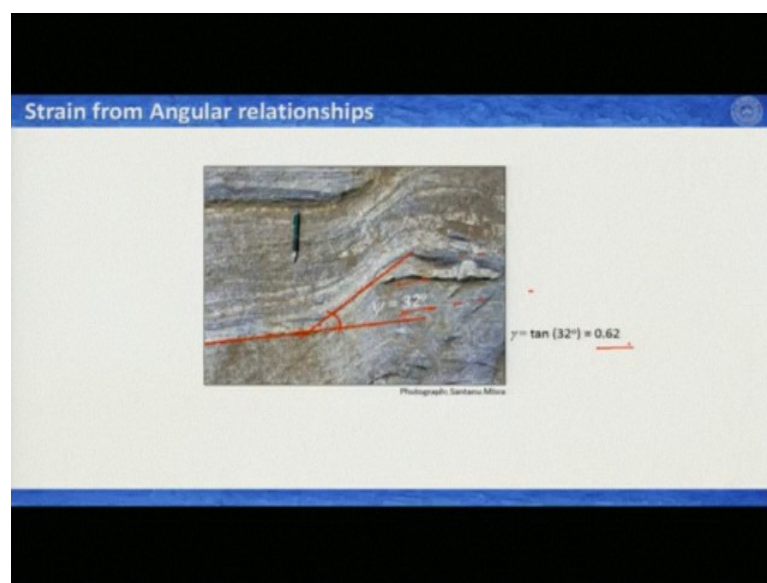 Strain from Angular relationships
ψ = 32°
γ = tan (32°) = 0.62
Photograph: Santanu Misra